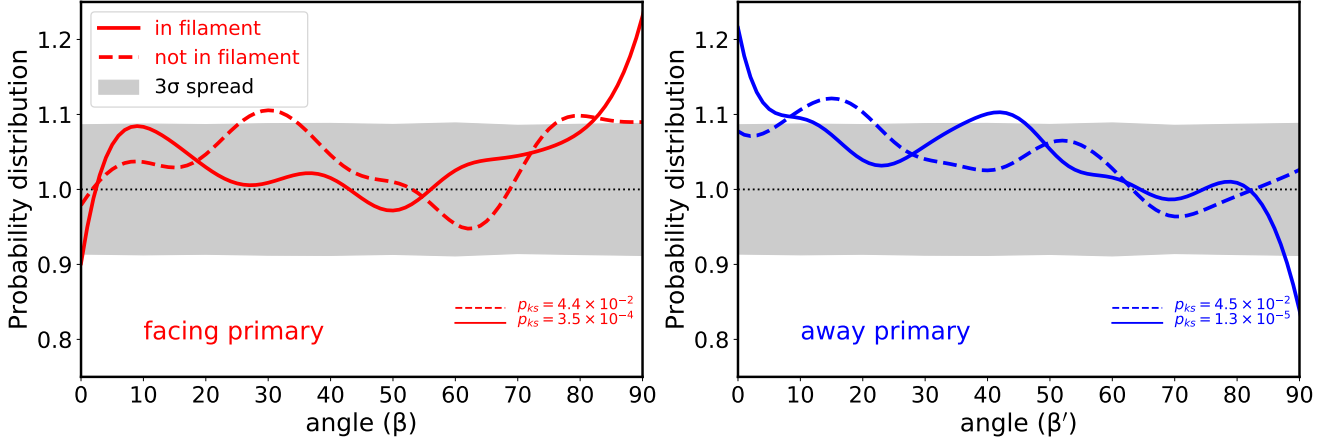 Probability distribution
1.2
1.1
1.0
0.9
0.8
in filament
not in filament
3σ spread
p_ks = 4.4 × 10^-2
p_ks = 3.5 × 10^-4
facing primary
0 10 20 30 40 50 60 70 80 90
angle (β)
Probability distribution
1.2
1.1
1.0
0.9
0.8
p_ks = 4.5 × 10^-2
p_ks = 1.3 × 10^-5
away primary
0 10 20 30 40 50 60 70 80 90
angle (β′)